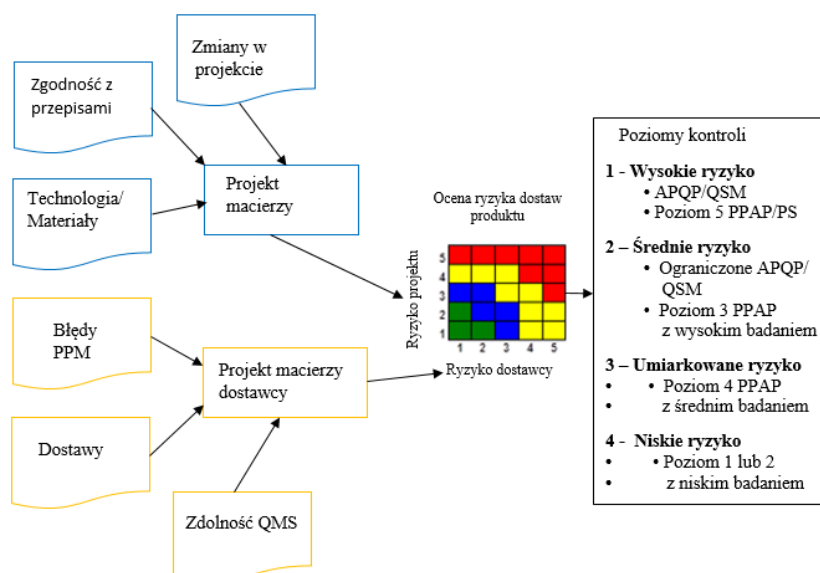 Zmiany w
projekcie
Zgodność z
przepisami
Technologia/
Materiały
Projekt
macierzy
Błędy
PPM
Dostawy
Projekt macierzy
dostawcy
Zdolność QMS
Ocena ryzyka dostaw
produktu
Ryzyko projektu
5
4
3
2
1
1 2 3 4 5
Ryzyko dostawcy
Poziomy kontroli
1 - Wysokie ryzyko
• APQP/QSM
• Poziom 5 PPAP/PS
2 – Średnie ryzyko
• Ograniczone APQP/
QSM
• Poziom 3 PPAP
z wysokim badaniem
3 – Umiarkowane ryzyko
• • Poziom 4 PPAP
• z średnim badaniem
4 - Niskie ryzyko
• • Poziom 1 lub 2
• z niskim badaniem